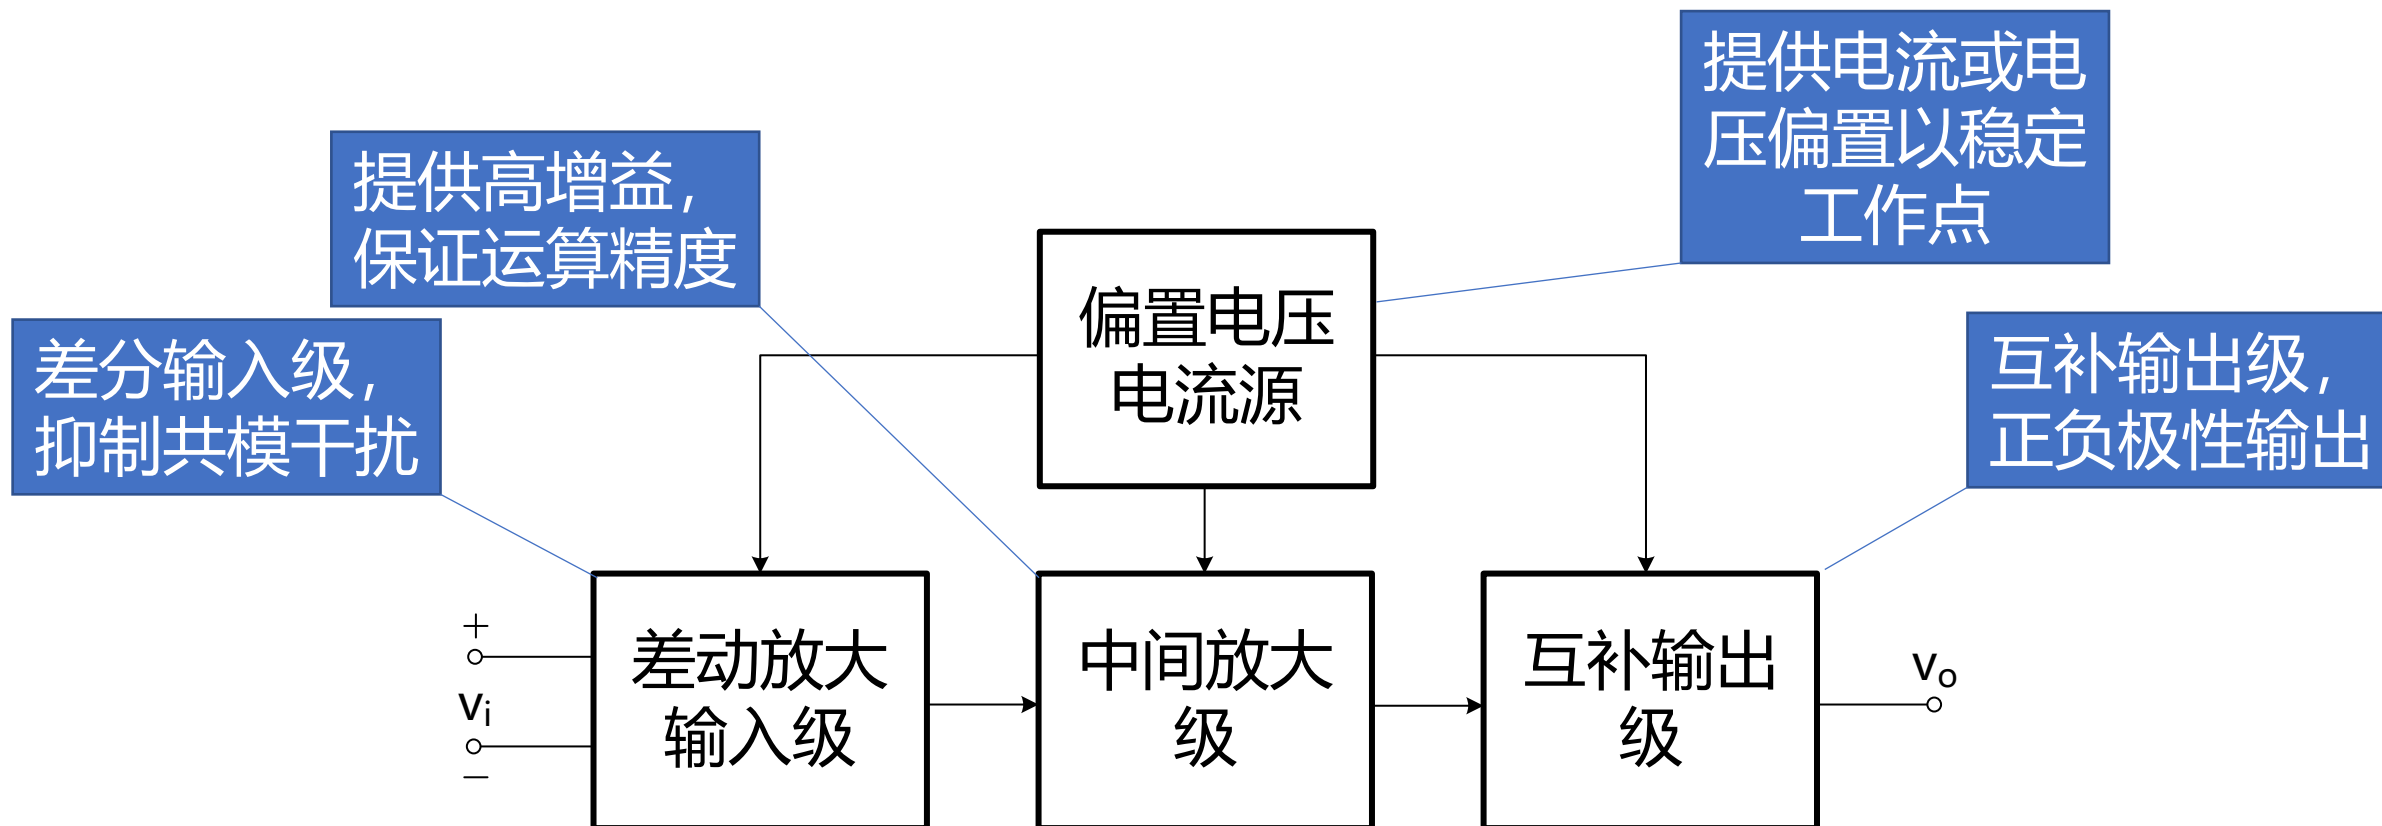 提供电流或电
压偏置以稳定
工作点
提供高增益,
保证运算精度
偏置电压
电流源
差分输入级,
抑制共模干扰
互补输出级,
正负极性输出
+
vi
−
差动放大
输入级
中间放大
级
互补输出
级
vo